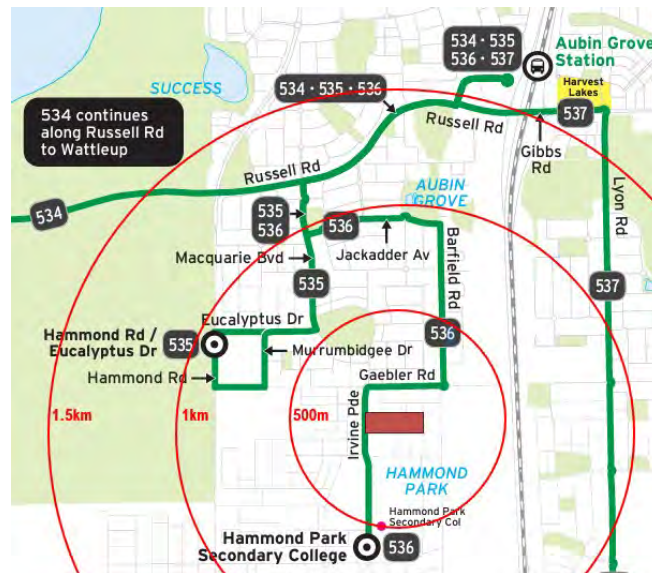 534 · 535
536 · 537
Aubin Grove
Station
SUCCESS
534 · 535 · 536
Harvest
Lakes
537
534 continues
along Russell Rd
to Wattleup
Russell Rd
Gibbs
Rd
Russell Rd
AUBIN
GROVE
Lyon Rd
534
535
536
536
Macquarie Bvd
Jackadder Av
Barfield Rd
535
537
Eucalyptus Dr
Hammond Rd /
Eucalyptus Dr
535
Murrumbidgee Dr
536
Hammond Rd
Gaebler Rd
1.5km
1km
500m
Irvine Pde
HAMMOND
PARK
Hammond Park
Secondary Col
Hammond Park
Secondary College
536